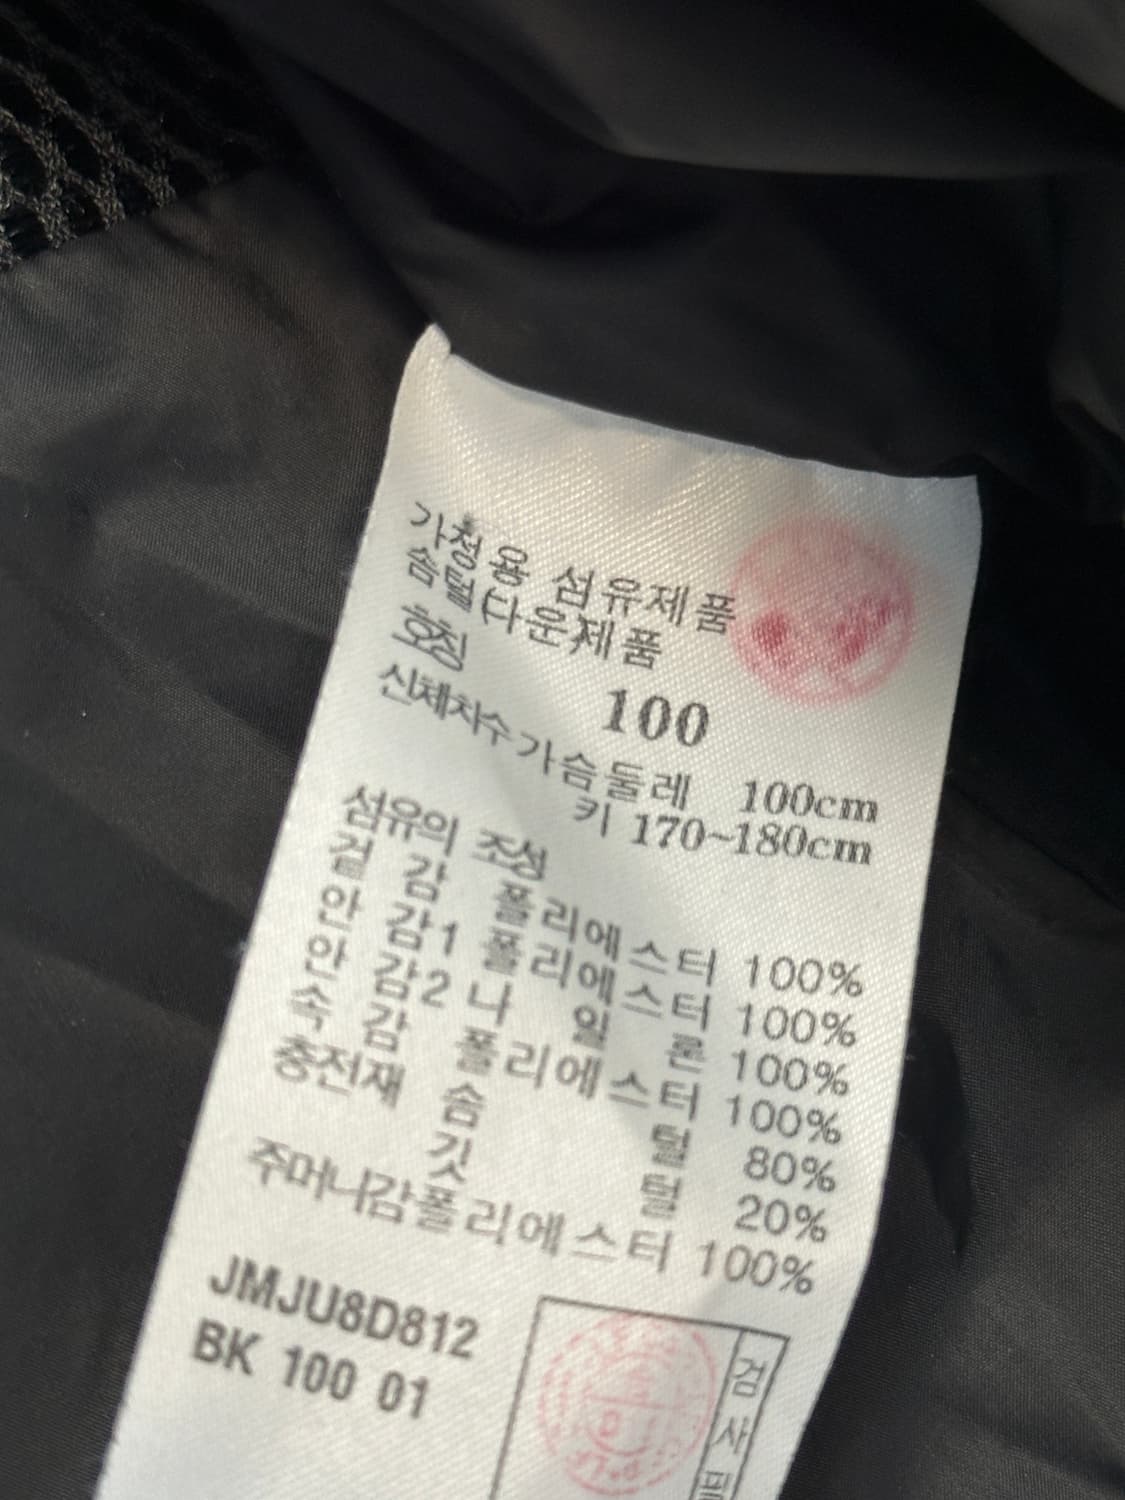 가정용 섬유제품
솜털(다운)제품
호칭 100
신체치수 가슴둘레 100cm
키 170~180cm
섬유의 조성
겉 감 폴리에스터 100%
안 감1 폴리에스터 100%
안 감2 나 일 론 100%
속 감 폴리에스터 100%
충전재 솜 털 80%
깃 털 20%
주머니감폴리에스터 100%
JMJU8D812
BK 100 01
검사필